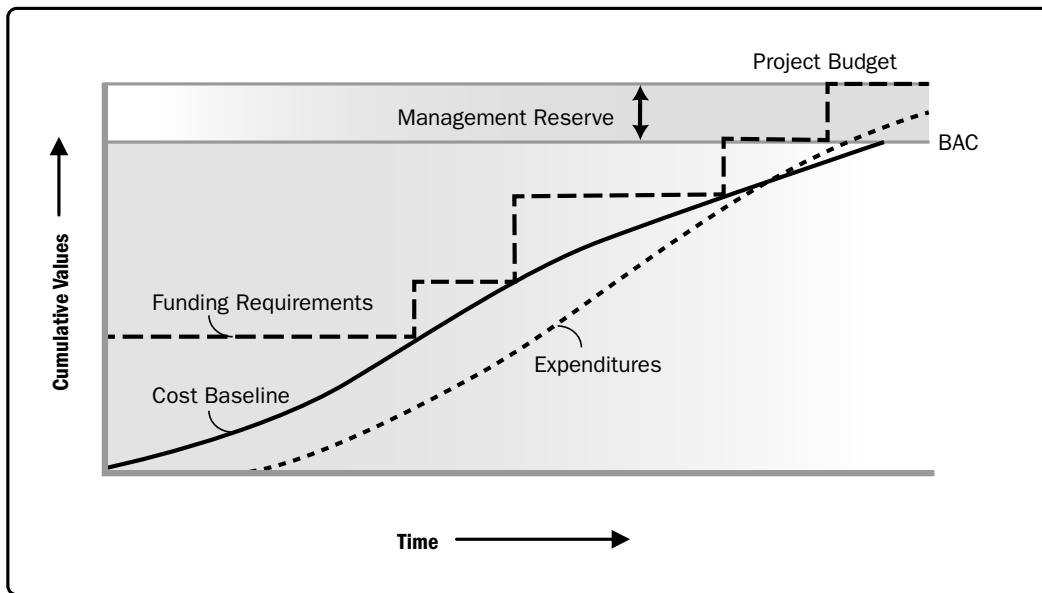 Project Budget
Management Reserve
BAC
Cumulative Values
Funding Requirements
Expenditures
Cost Baseline
Time